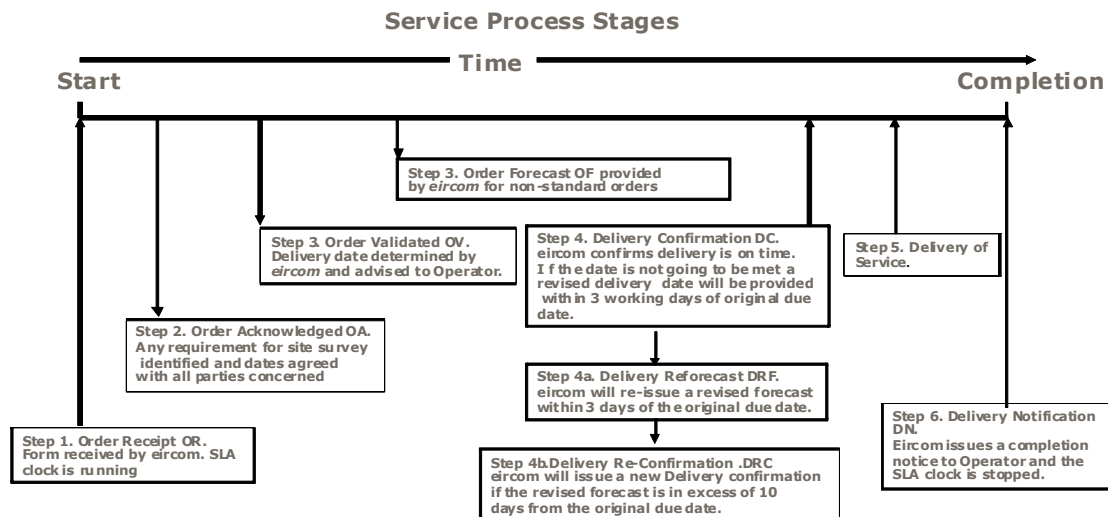 Service Process Stages
Time
Start
Completion
Step 3. Order Forecast OF provided
by eircom for non-standard orders
Step 3. Order Validated OV.
Delivery date determined by
eircom and advised to Operator.
Step 4. Delivery Confirmation DC.
eircom confirms delivery is on time.
I f the date is not going to be met a
revised delivery date will be provided
within 3 working days of original due
date.
Step 5. Delivery of
Service.
Step 2. Order Acknowledged OA.
Any requirement for site survey
identified and dates agreed
with all parties concerned
Step 4a. Delivery Reforecast DRF.
eircom will re-issue a revised forecast
within 3 days of the original due date.
Step 1. Order Receipt OR.
Form received by eircom. SLA
clock is running
Step 6. Delivery Notification
DN.
Eircom issues a completion
notice to Operator and the
SLA clock is stopped.
Step 4b.Delivery Re-Confirmation .DRC
eircom will issue a new Delivery confirmation
if the revised forecast is in excess of 10
days from the original due date.